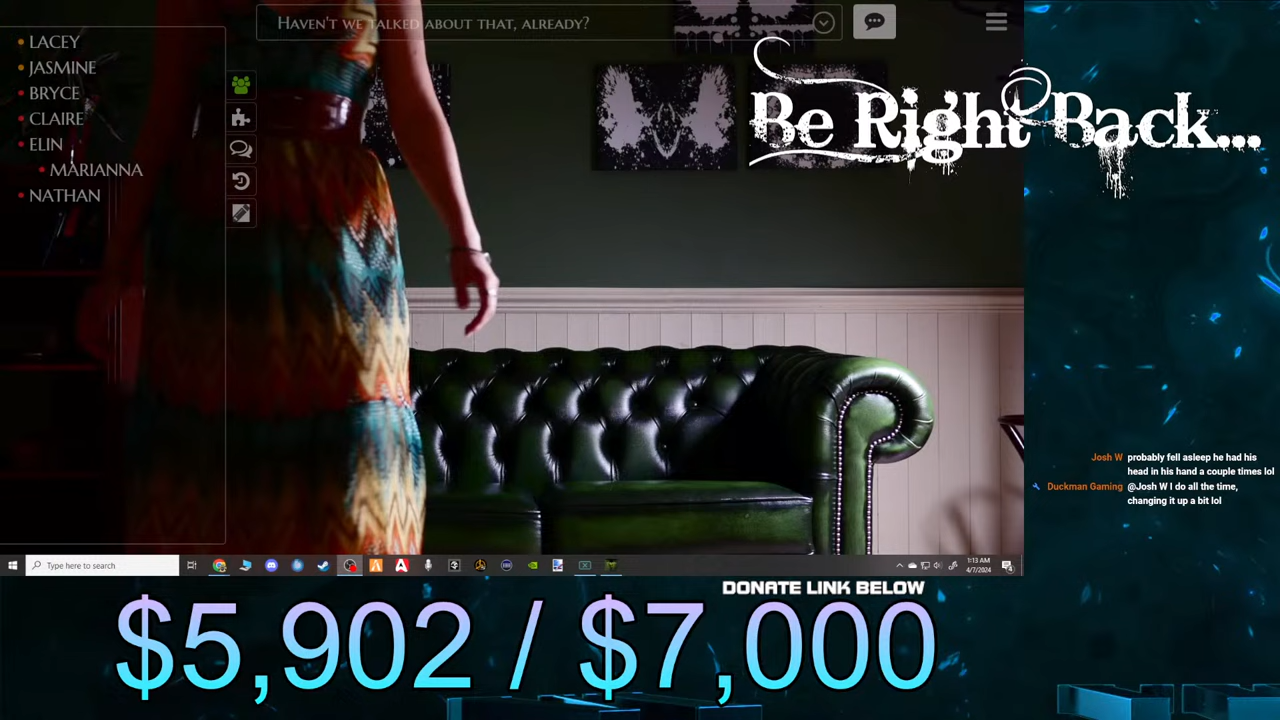 Haven't we talked about that, already?
LACEY
JASMINE
BRYCE
CLAIRE
ELIN
MARIANNA
NATHAN
Be Right Back...
Josh W probably fell asleep he had his
head in his hand a couple times lol
Duckman Gaming @Josh W I do all the time,
changing it up a bit lol
Type here to search
1:13 AM
4/7/2024
DONATE LINK BELOW
$5,902 / $7,000